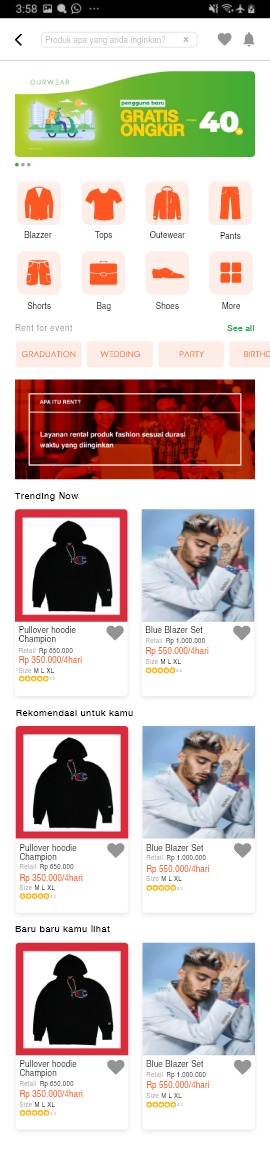 3:58
Produk apa yang anda inginkan?
OURWEAR
pengguna baru
GRATIS
ONGKIR
40
Blazzer
Tops
Outewear
Pants
Shorts
Bag
Shoes
More
Rent for event
See all
GRADUATION
WEDDING
PARTY
BIRTHD
APA ITU RENT?
Layanan rental produk fashion sesuai durasi
waktu yang diinginkan
Trending Now
Pullover hoodie
Champion
Retail Rp 650.000
Rp 350.000/4hari
Size M L XL
Blue Blazer Set
Retail Rp 1.000.000
Rp 550.000/4hari
Size M L XL
Rekomendasi untuk kamu
Pullover hoodie
Champion
Retail Rp 650.000
Rp 350.000/4hari
Size M L XL
Blue Blazer Set
Retail Rp 1.000.000
Rp 550.000/4hari
Size M L XL
Baru baru kamu lihat
Pullover hoodie
Champion
Retail Rp 650.000
Rp 350.000/4hari
Size M L XL
Blue Blazer Set
Retail Rp 1.000.000
Rp 550.000/4hari
Size M L XL